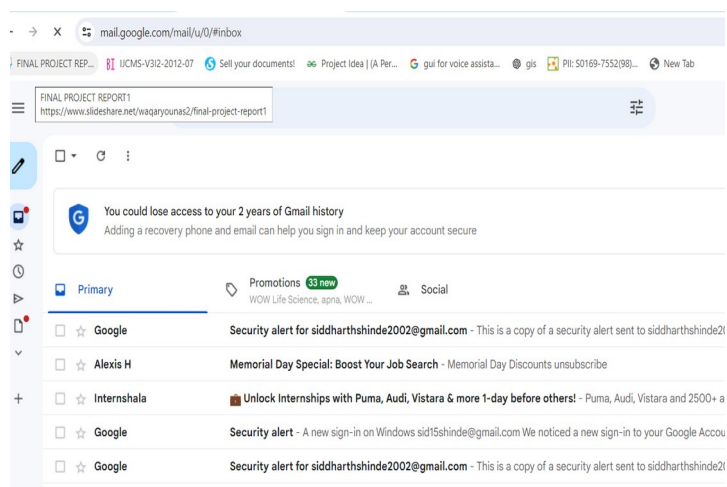 mail.google.com/mail/u/0/#inbox
FINAL PROJECT REP... IJCMS-V3I2-2012-07 Sell your documents! Project Idea | (A Per... gui for voice assista... gis PII: S0169-7552(98)... New Tab
FINAL PROJECT REPORT1
https://www.slideshare.net/waqaryounas2/final-project-report1
You could lose access to your 2 years of Gmail history
Adding a recovery phone and email can help you sign in and keep your account secure
Primary Promotions 33 new Social
WOW Life Science, apna, WOW ...
Google Security alert for siddharthshinde2002@gmail.com - This is a copy of a security alert sent to siddharthshinde20
Alexis H Memorial Day Special: Boost Your Job Search - Memorial Day Discounts unsubscribe
Internshala 💼 Unlock Internships with Puma, Audi, Vistara & more 1-day before others! - Puma, Audi, Vistara and 2500+ a
Google Security alert - A new sign-in on Windows sid15shinde@gmail.com We noticed a new sign-in to your Google Accou
Google Security alert for siddharthshinde2002@gmail.com - This is a copy of a security alert sent to siddharthshinde20